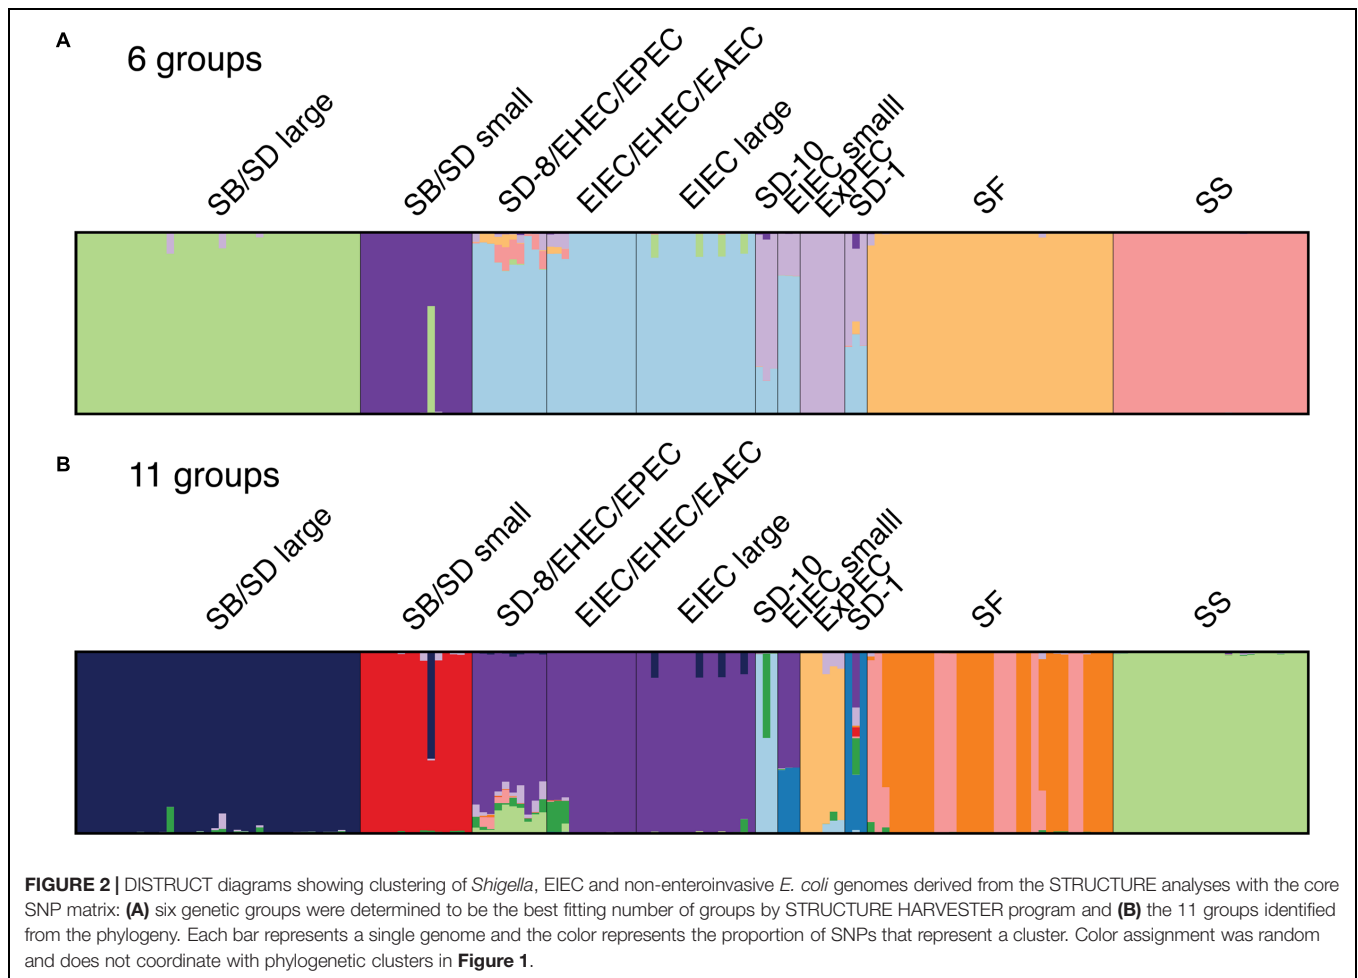 A
6 groups
SB/SD large
SB/SD small
SD-8/EHEC/EPEC
EIEC/EHEC/EAEC
EIEC large
SD-10
EIEC smalll
ExPEC
SD-1
SF
SS
B
11 groups
SB/SD large
SB/SD small
SD-8/EHEC/EPEC
EIEC/EHEC/EAEC
EIEC large
SD-10
EIEC smalll
ExPEC
SD-1
SF
SS
FIGURE 2 | DISTRUCT diagrams showing clustering of Shigella, EIEC and non-enteroinvasive E. coli genomes derived from the STRUCTURE analyses with the core
SNP matrix: (A) six genetic groups were determined to be the best fitting number of groups by STRUCTURE HARVESTER program and (B) the 11 groups identified
from the phylogeny. Each bar represents a single genome and the color represents the proportion of SNPs that represent a cluster. Color assignment was random
and does not coordinate with phylogenetic clusters in Figure 1.